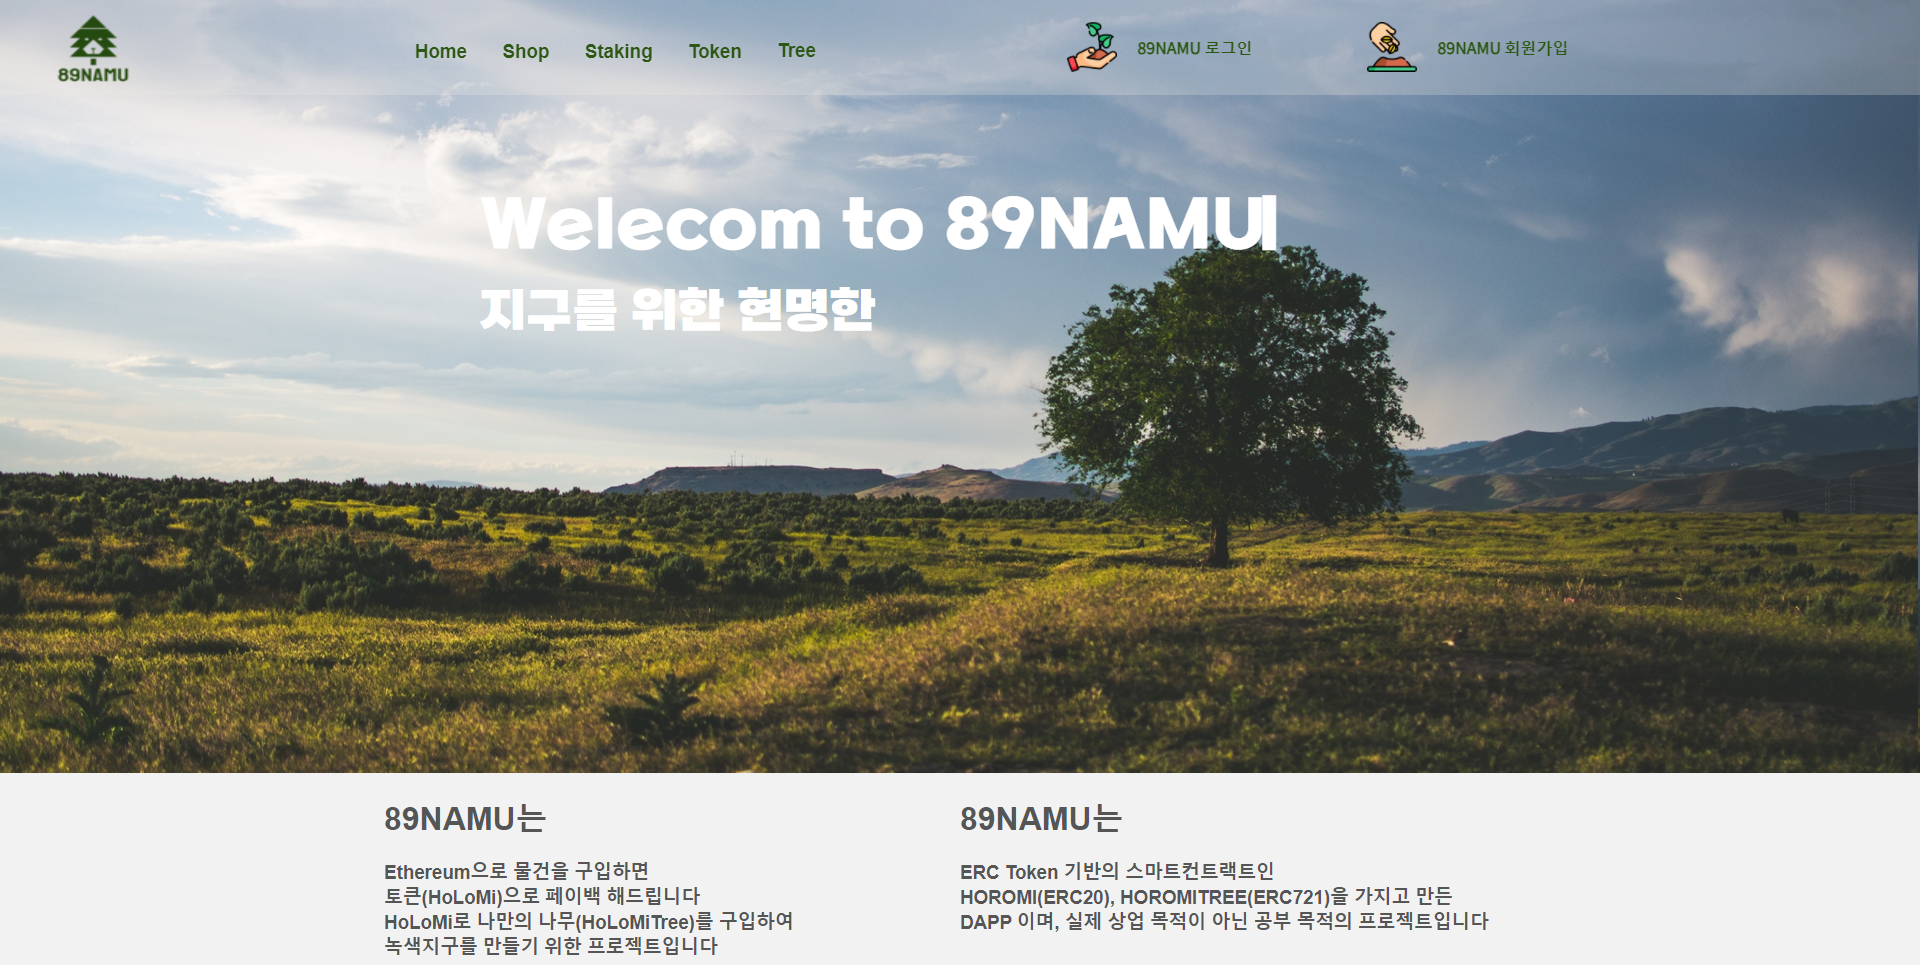 89NAMU
Home
Shop
Staking
Token
Tree
89NAMU 로그인
89NAMU 회원가입
Welecom to 89NAMU
지구를 위한 현명한
89NAMU는
Ethereum으로 물건을 구입하면
토큰(HoLoMi)으로 페이백 해드립니다
HoLoMi로 나만의 나무(HoLoMiTree)를 구입하여
녹색지구를 만들기 위한 프로젝트입니다
89NAMU는
ERC Token 기반의 스마트컨트랙트인
HOROMI(ERC20), HOROMITREE(ERC721)을 가지고 만든
DAPP 이며, 실제 상업 목적이 아닌 공부 목적의 프로젝트입니다